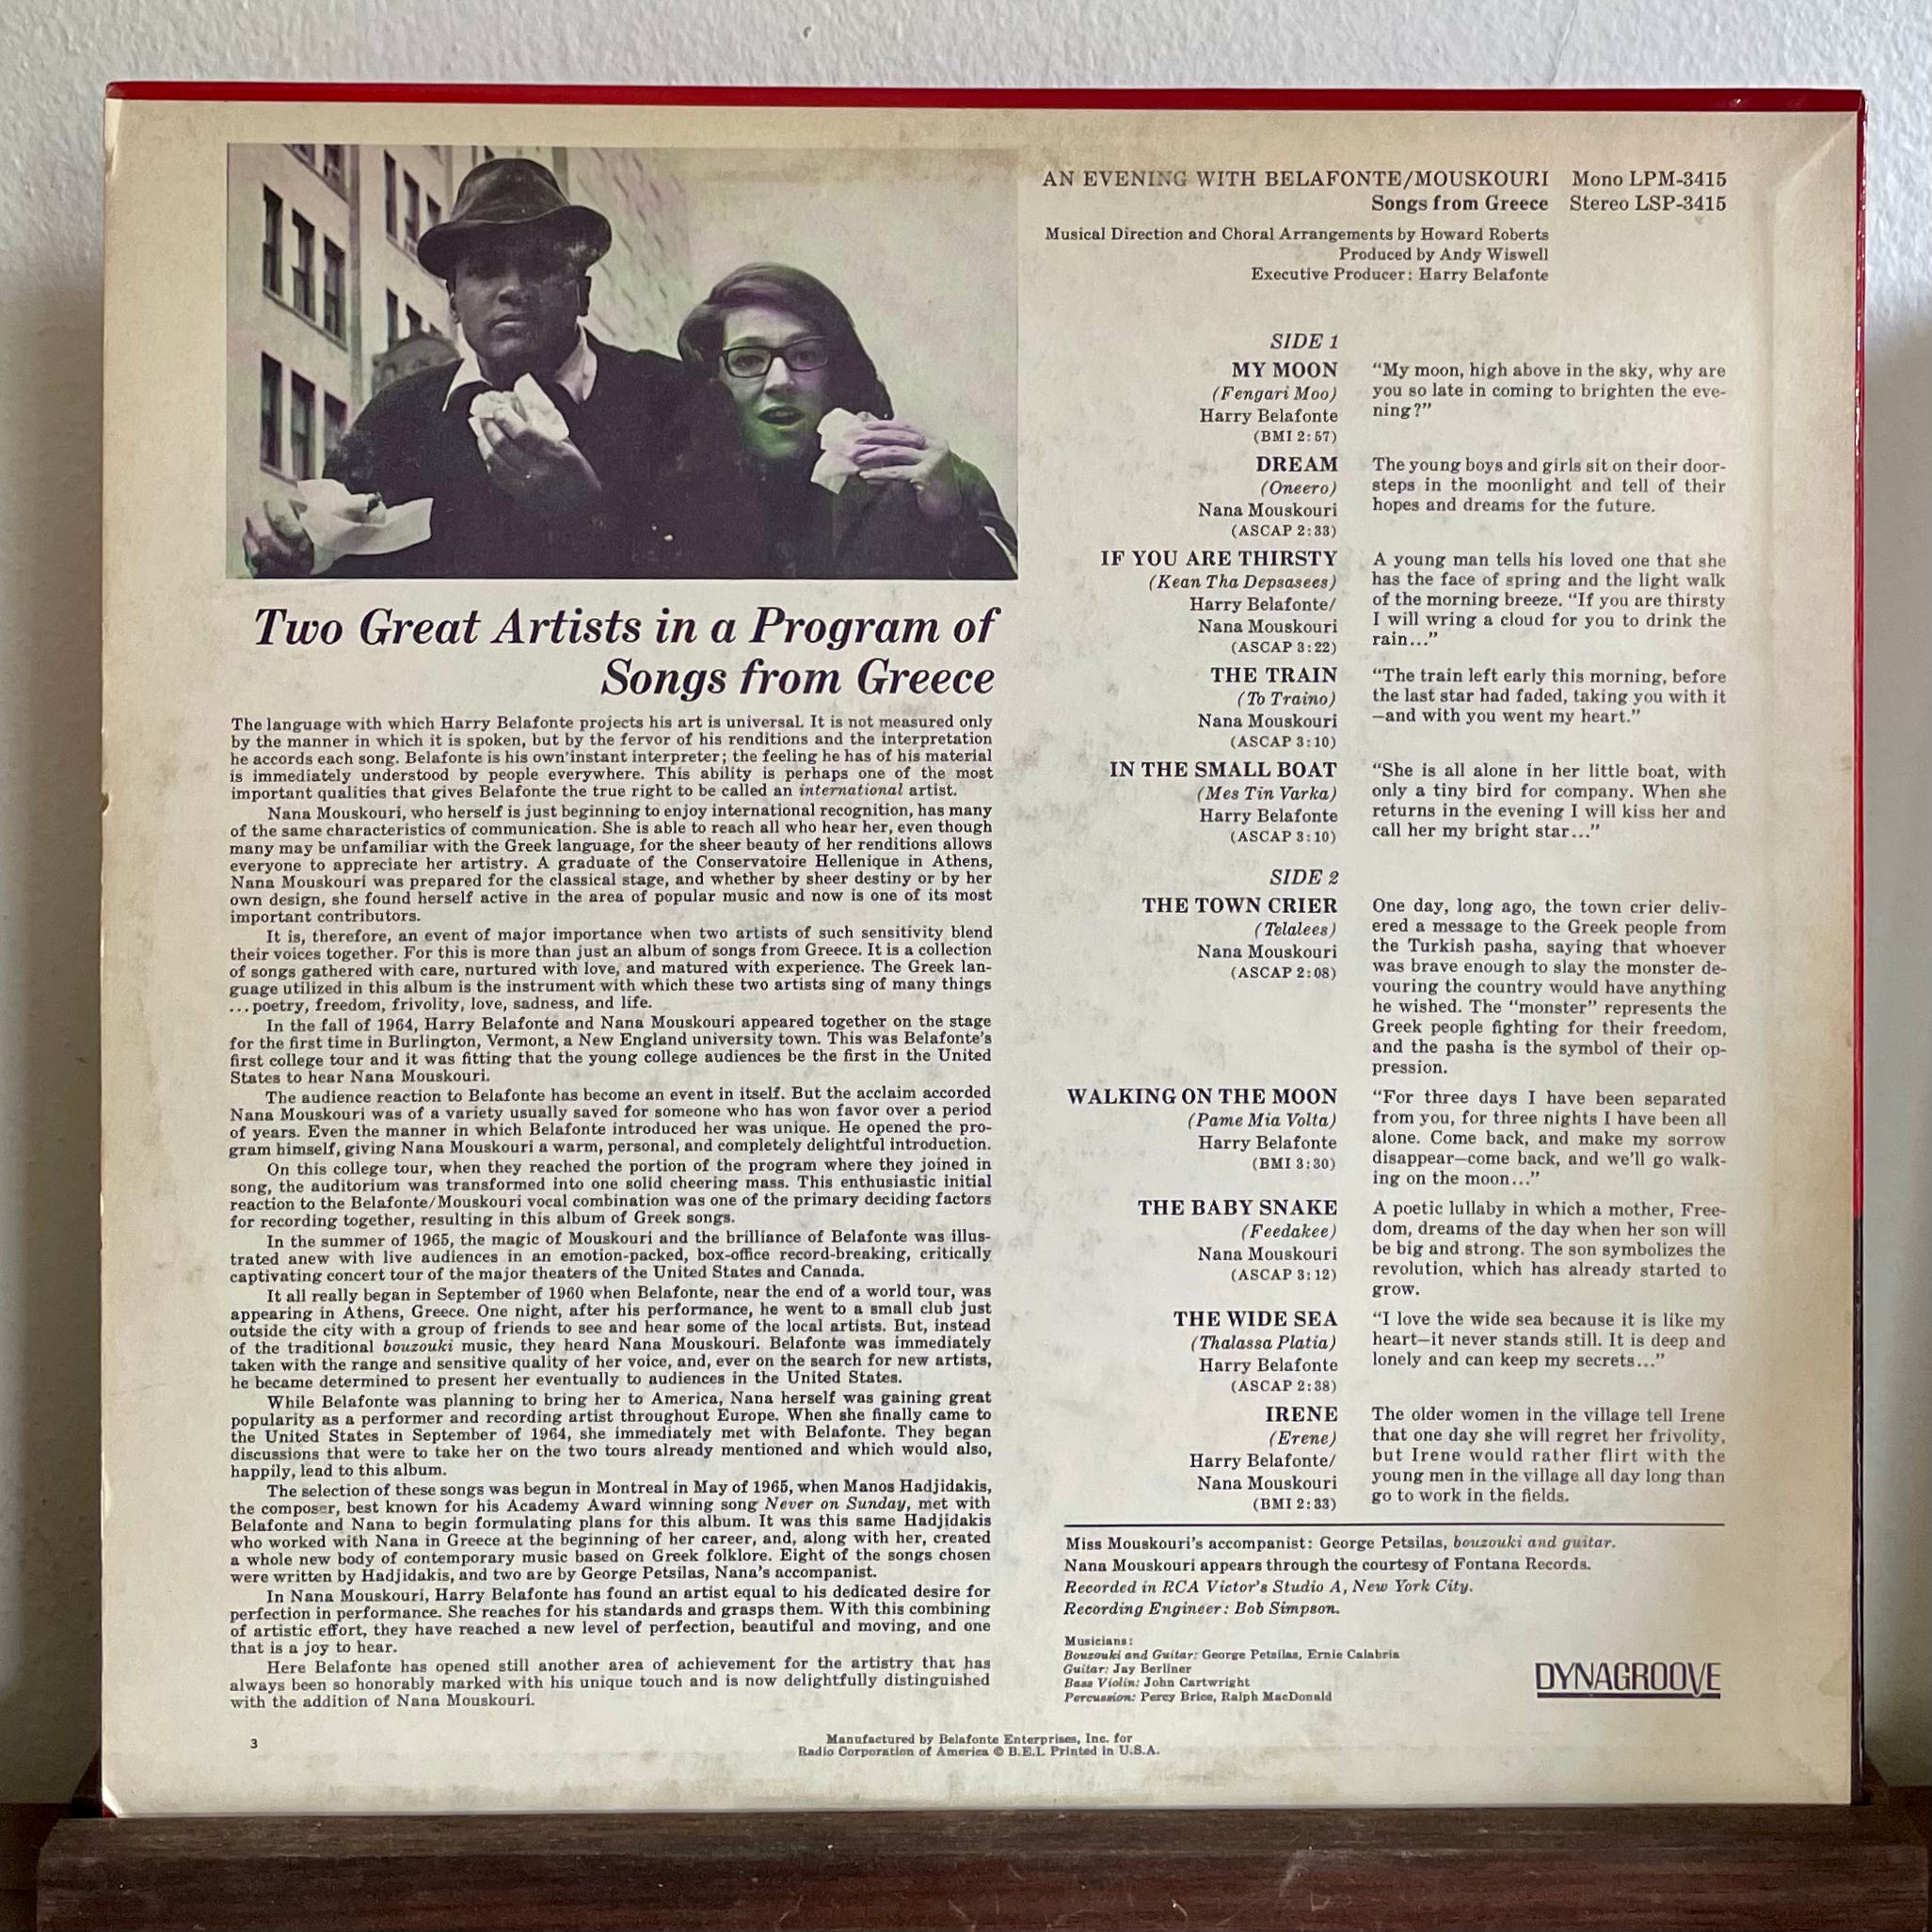 Two Great Artists in a Program of
Songs from Greece
The language with which Harry Belafonte projects his art is universal. It is not measured only
by the manner in which it is spoken, but by the fervor of his renditions and the interpretation
he accords each song. Belafonte is his own instant interpreter; the feeling he has of his material
is immediately understood by people everywhere. This ability is perhaps one of the most
important qualities that gives Belafonte the true right to be called an international artist.
Nana Mouskouri, who herself is just beginning to enjoy international recognition, has many
of the same characteristics of communication. She is able to reach all who hear her, even though
many may be unfamiliar with the Greek language, for the sheer beauty of her renditions allows
everyone to appreciate her artistry. A graduate of the Conservatoire Hellenique in Athens,
Nana Mouskouri was prepared for the classical stage, and whether by sheer destiny or by her
own design, she found herself active in the area of popular music and now is one of its most
important contributors.
It is, therefore, an event of major importance when two artists of such sensitivity blend
their voices together. For this is more than just an album of songs from Greece. It is a collection
of songs gathered with care, nurtured with love, and matured with experience. The Greek lan-
guage utilized in this album is the instrument with which these two artists sing of many things
...poetry, freedom, frivolity, love, sadness, and life.
In the fall of 1964, Harry Belafonte and Nana Mouskouri appeared together on the stage
for the first time in Burlington, Vermont, a New England university town. This was Belafonte's
first college tour and it was fitting that the young college audiences be the first in the United
States to hear Nana Mouskouri.
The audience reaction to Belafonte has become an event in itself. But the acclaim accorded
Nana Mouskouri was of a variety usually saved for someone who has won favor over a period
of years. Even the manner in which Belafonte introduced her was unique. He opened the pro-
gram himself, giving Nana Mouskouri a warm, personal, and completely delightful introduction.
On this college tour, when they reached the portion of the program where they joined in
song, the auditorium was transformed into one solid cheering mass. This enthusiastic initial
reaction to the Belafonte/Mouskouri vocal combination was one of the primary deciding factors
for recording together, resulting in this album of Greek songs.
In the summer of 1965, the magic of Mouskouri and the brilliance of Belafonte was illus-
trated anew with live audiences in an emotion-packed, box-office record-breaking, critically
captivating concert tour of the major theaters of the United States and Canada.
It all really began in September of 1960 when Belafonte, near the end of a world tour, was
appearing in Athens, Greece. One night, after his performance, he went to a small club just
outside the city with a group of friends to see and hear some of the local artists. But, instead
of the traditional bouzouki music, they heard Nana Mouskouri. Belafonte was immediately
taken with the range and sensitive quality of her voice, and, ever on the search for new artists,
he became determined to present her eventually to audiences in the United States.
While Belafonte was planning to bring her to America, Nana herself was gaining great
popularity as a performer and recording artist throughout Europe. When she finally came to
the United States in September of 1964, she immediately met with Belafonte. They began
discussions that were to take her on the two tours already mentioned and which would also,
happily, lead to this album.
The selection of these songs was begun in Montreal in May of 1965, when Manos Hadjidakis,
the composer, best known for his Academy Award winning song Never on Sunday, met with
Belafonte and Nana to begin formulating plans for this album. It was this same Hadjidakis
who worked with Nana in Greece at the beginning of her career, and, along with her, created
a whole new body of contemporary music based on Greek folklore. Eight of the songs chosen
were written by Hadjidakis, and two are by George Petsilas, Nana's accompanist.
In Nana Mouskouri, Harry Belafonte has found an artist equal to his dedicated desire for
perfection in performance. She reaches for his standards and grasps them. With this combining
of artistic effort, they have reached a new level of perfection, beautiful and moving, and one
that is a joy to hear.
Here Belafonte has opened still another area of achievement for the artistry that has
always been so honorably marked with his unique touch and is now delightfully distinguished
with the addition of Nana Mouskouri.
3
AN EVENING WITH BELAFONTE/MOUSKOURI Mono LPM-3415
Songs from Greece Stereo LSP-3415
Musical Direction and Choral Arrangements by Howard Roberts
Produced by Andy Wiswell
Executive Producer: Harry Belafonte
SIDE 1
MY MOON
(Fengari Moo)
Harry Belafonte
(BMI 2:57)
"My moon, high above in the sky, why are
you so late in coming to brighten the eve-
ning?"
DREAM
(Oneero)
Nana Mouskouri
(ASCAP 2:33)
The young boys and girls sit on their door-
steps in the moonlight and tell of their
hopes and dreams for the future.
IF YOU ARE THIRSTY
(Kean Tha Depsasees)
Harry Belafonte/
Nana Mouskouri
(ASCAP 3:22)
A young man tells his loved one that she
has the face of spring and the light walk
of the morning breeze. "If you are thirsty
I will wring a cloud for you to drink the
rain..."
THE TRAIN
(To Traino)
Nana Mouskouri
(ASCAP 3:10)
"The train left early this morning, before
the last star had faded, taking you with it
—and with you went my heart."
IN THE SMALL BOAT
(Mes Tin Varka)
Harry Belafonte
(ASCAP 3:10)
"She is all alone in her little boat, with
only a tiny bird for company. When she
returns in the evening I will kiss her and
call her my bright star..."
SIDE 2
THE TOWN CRIER
(Telalees)
Nana Mouskouri
(ASCAP 2:08)
One day, long ago, the town crier deliv-
ered a message to the Greek people from
the Turkish pasha, saying that whoever
was brave enough to slay the monster de-
vouring the country would have anything
he wished. The "monster" represents the
Greek people fighting for their freedom,
and the pasha is the symbol of their op-
pression.
WALKING ON THE MOON
(Pame Mia Volta)
Harry Belafonte
(BMI 3:30)
"For three days I have been separated
from you, for three nights I have been all
alone. Come back, and make my sorrow
disappear—come back, and we'll go walk-
ing on the moon..."
THE BABY SNAKE
(Feedakee)
Nana Mouskouri
(ASCAP 3:12)
A poetic lullaby in which a mother, Free-
dom, dreams of the day when her son will
be big and strong. The son symbolizes the
revolution, which has already started to
grow.
THE WIDE SEA
(Thalassa Platia)
Harry Belafonte
(ASCAP 2:38)
"I love the wide sea because it is like my
heart—it never stands still. It is deep and
lonely and can keep my secrets..."
IRENE
(Erene)
Harry Belafonte/
Nana Mouskouri
(BMI 2:33)
The older women in the village tell Irene
that one day she will regret her frivolity,
but Irene would rather flirt with the
young men in the village all day long than
go to work in the fields.
Miss Mouskouri's accompanist: George Petsilas, bouzouki and guitar.
Nana Mouskouri appears through the courtesy of Fontana Records.
Recorded in RCA Victor's Studio A, New York City.
Recording Engineer: Bob Simpson.
Musicians:
Bouzouki and Guitar: George Petsilas, Ernie Calabria
Guitar: Jay Berliner
Bass Violin: John Cartwright
Percussion: Percy Brice, Ralph MacDonald
DYNAGROOVE
Manufactured by Belafonte Enterprises, Inc. for
Radio Corporation of America © B.E.I. Printed in U.S.A.